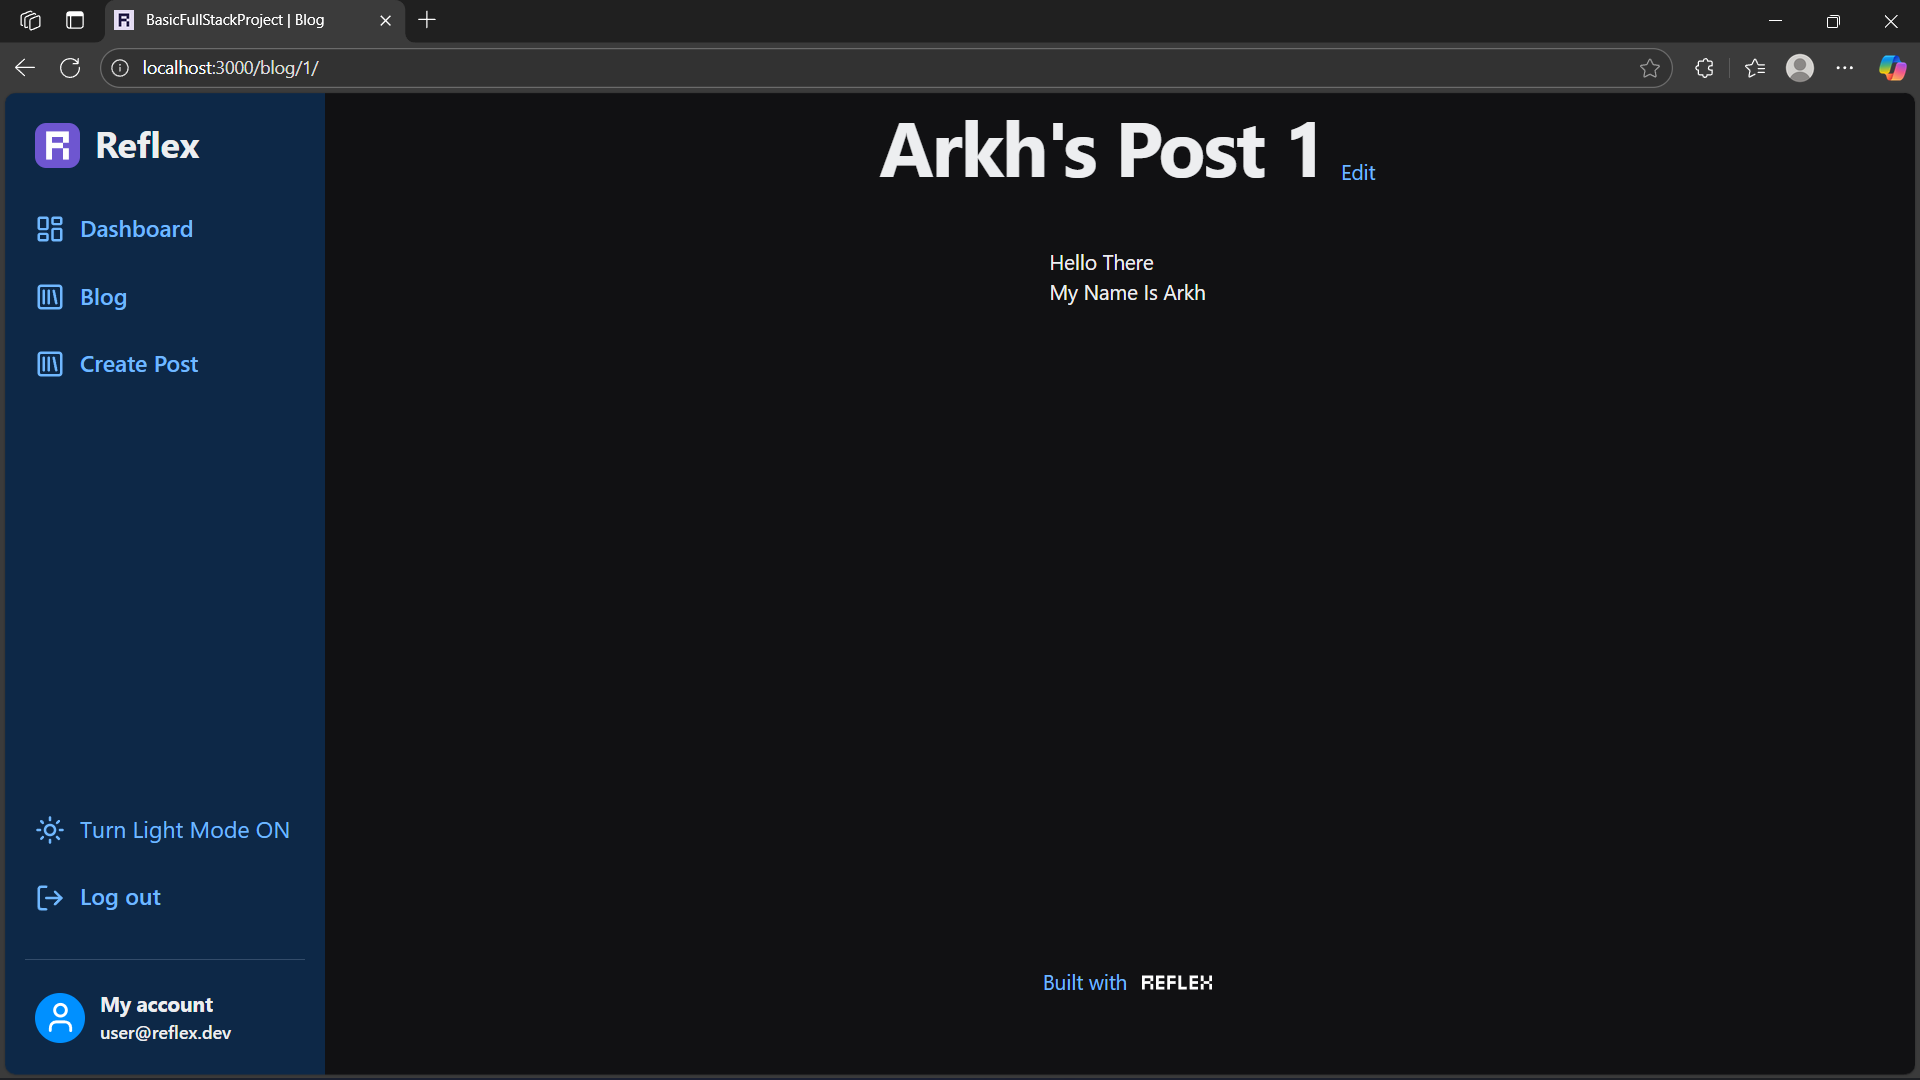 BasicFullStackProject | Blog
localhost:3000/blog/1/
R Reflex
Dashboard
Blog
Create Post
Turn Light Mode ON
Log out
My account
user@reflex.dev
Arkh's Post 1 Edit
Hello There
My Name Is Arkh
Built with REFLEX